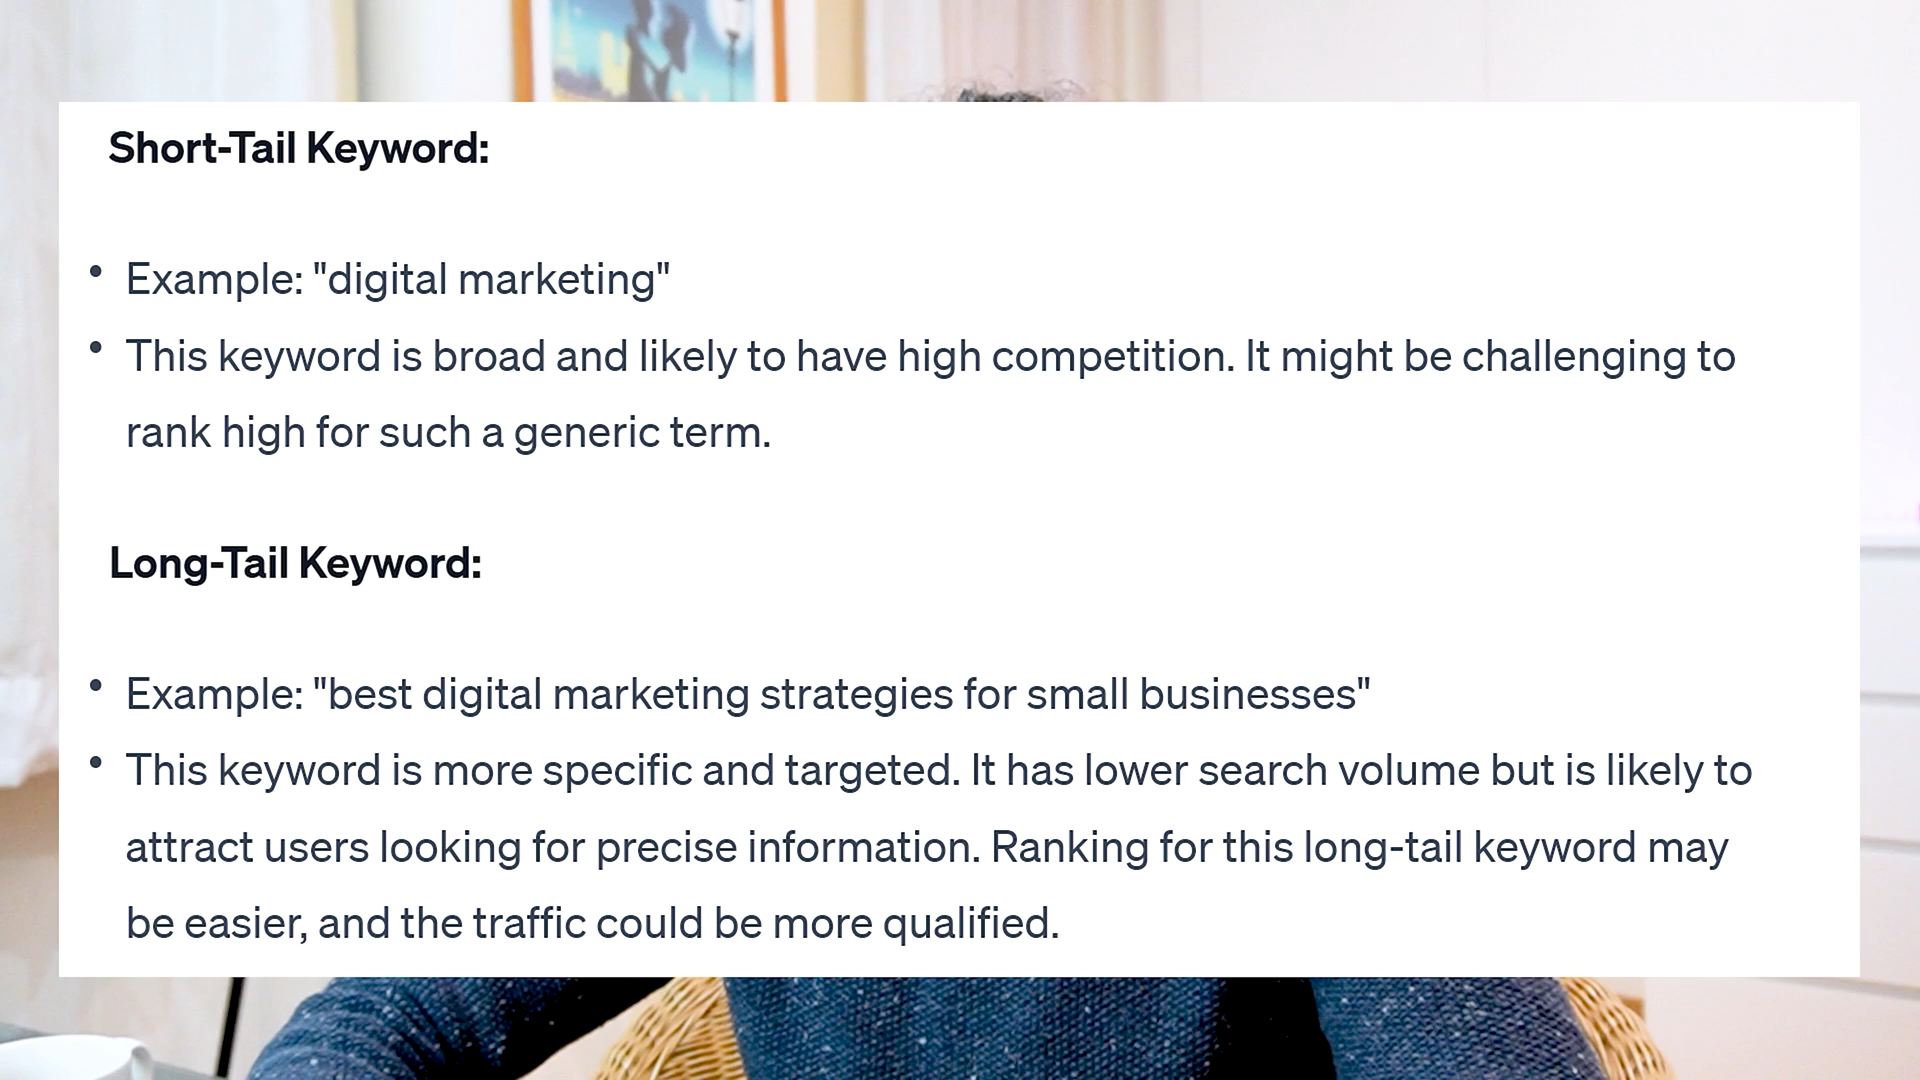 Short-Tail Keyword:
• Example: "digital marketing"
• This keyword is broad and likely to have high competition. It might be challenging to
rank high for such a generic term.
Long-Tail Keyword:
• Example: "best digital marketing strategies for small businesses"
• This keyword is more specific and targeted. It has lower search volume but is likely to
attract users looking for precise information. Ranking for this long-tail keyword may
be easier, and the traffic could be more qualified.